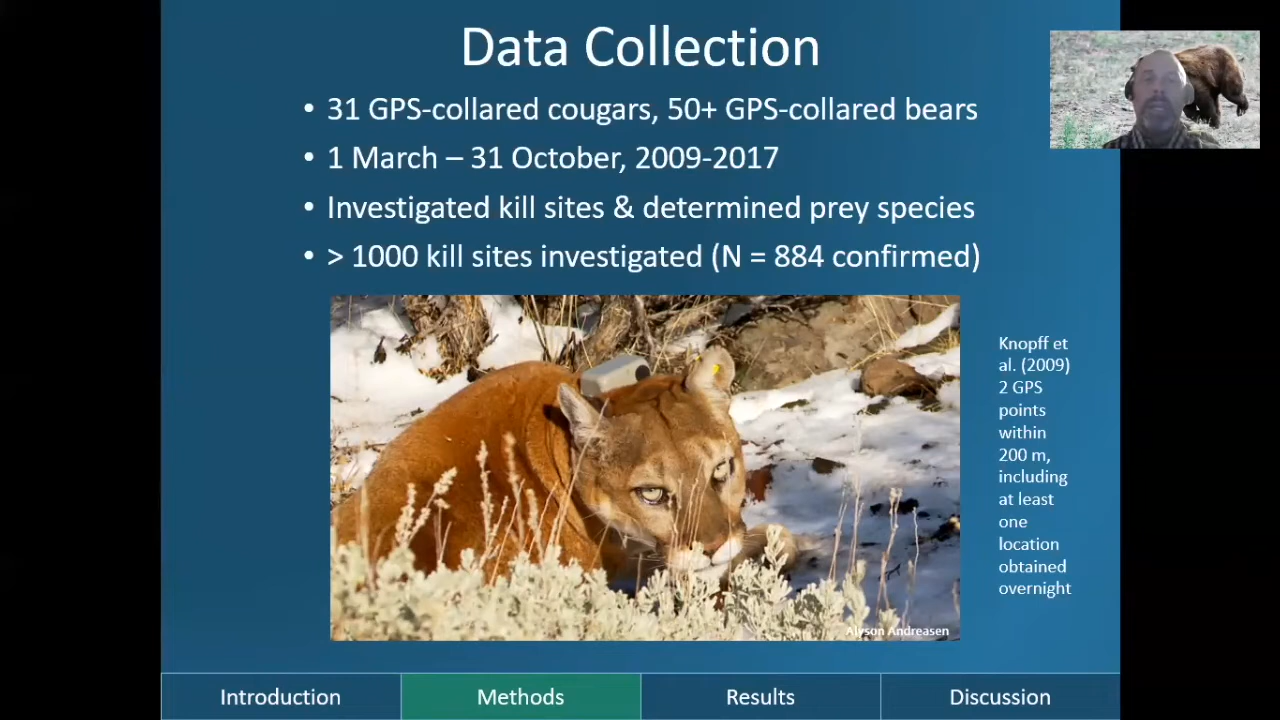 Data Collection
• 31 GPS-collared cougars, 50+ GPS-collared bears
• 1 March – 31 October, 2009-2017
• Investigated kill sites & determined prey species
• > 1000 kill sites investigated (N = 884 confirmed)
Knopff et
al. (2009)
2 GPS
points
within
200 m,
including
at least
one
location
obtained
overnight
Alyson Andreasen
Introduction
Methods
Results
Discussion